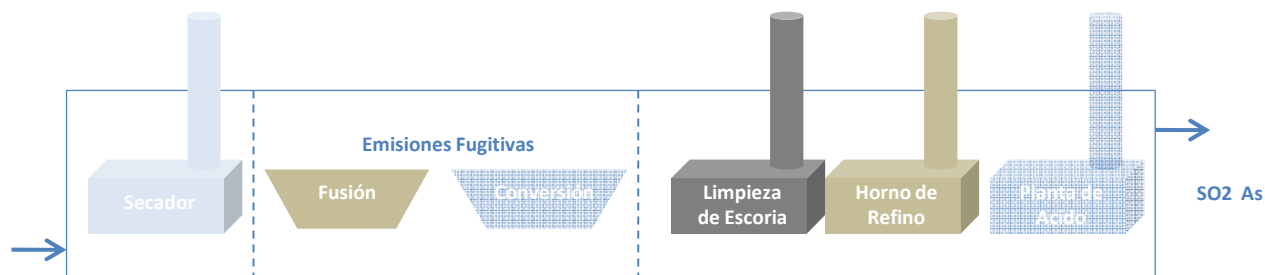 Emisiones Fugitivas
Secador
Fusión
Conversión
Limpieza
de Escoria
Horno de
Refino
Planta de
Ácido
SO2 As